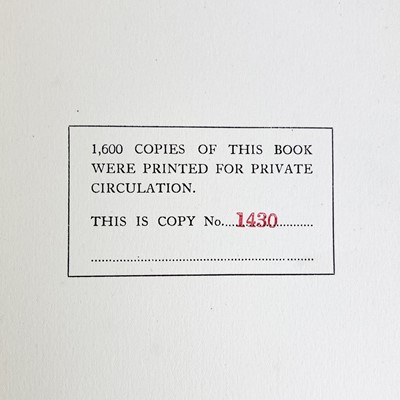 1,600 COPIES OF THIS BOOK
WERE PRINTED FOR PRIVATE
CIRCULATION.
THIS IS COPY No....1430............